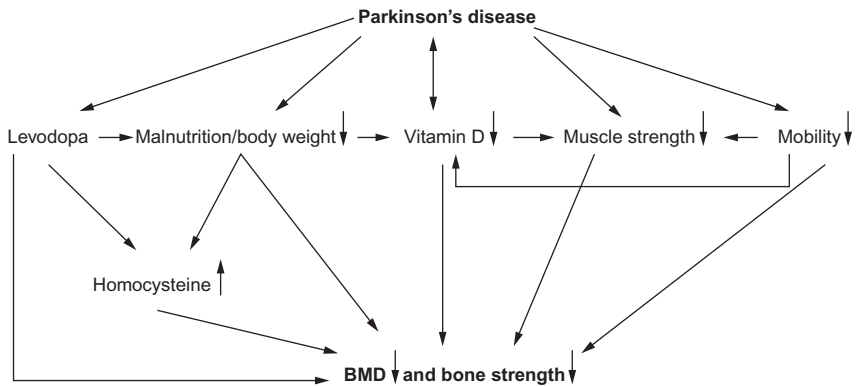 Parkinson's disease
Levodopa Malnutrition/body weight Vitamin D Muscle strength Mobility
Homocysteine
BMD and bone strength